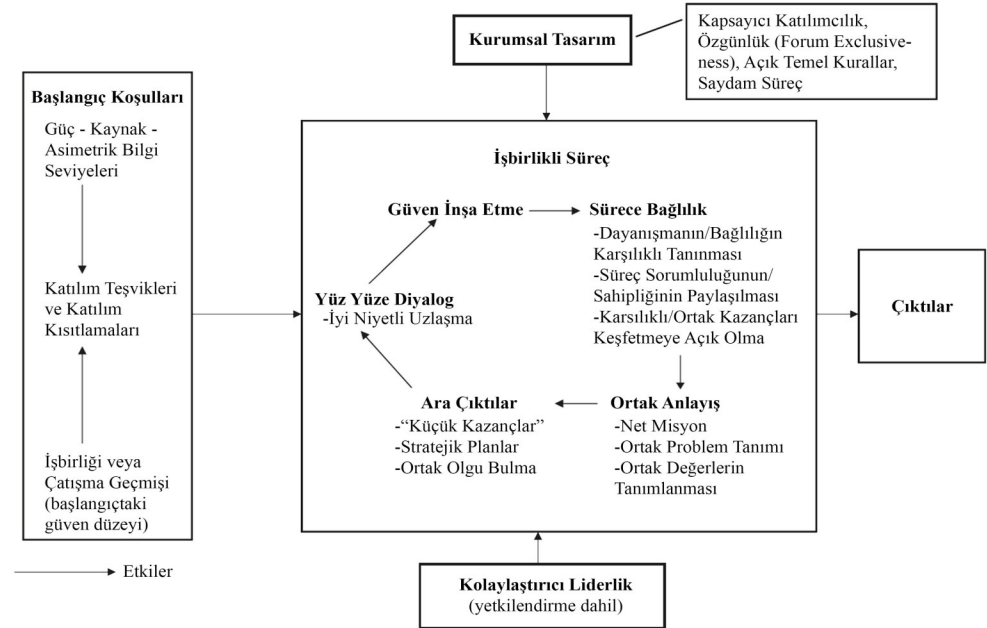 Kurumsal Tasarım
Kapsayıcı Katılımcılık,
Özgünlük (Forum Exclusive-
ness), Açık Temel Kurallar,
Saydam Süreç
Başlangıç Koşulları
Güç - Kaynak -
Asimetrik Bilgi
Seviyeleri
Katılım Teşvikleri
ve Katılım
Kısıtlamaları
İşbirliği veya
Çatışma Geçmişi
(başlangıçtaki
güven düzeyi)
İşbirlikli Süreç
Güven İnşa Etme
Sürece Bağlılık
-Dayanışmanın/Bağlılığın
Karşılıklı Tanınması
-Süreç Sorumluluğunun/
Sahipliğinin Paylaşılması
-Karsılıklı/Ortak Kazançları
Keşfetmeye Açık Olma
Yüz Yüze Diyalog
-İyi Niyetli Uzlaşma
Ara Çıktılar
-“Küçük Kazançlar”
-Stratejik Planlar
-Ortak Olgu Bulma
Ortak Anlayış
-Net Misyon
-Ortak Problem Tanımı
-Ortak Değerlerin
Tanımlanması
Çıktılar
Etkiler
Kolaylaştırıcı Liderlik
(yetkilendirme dahil)